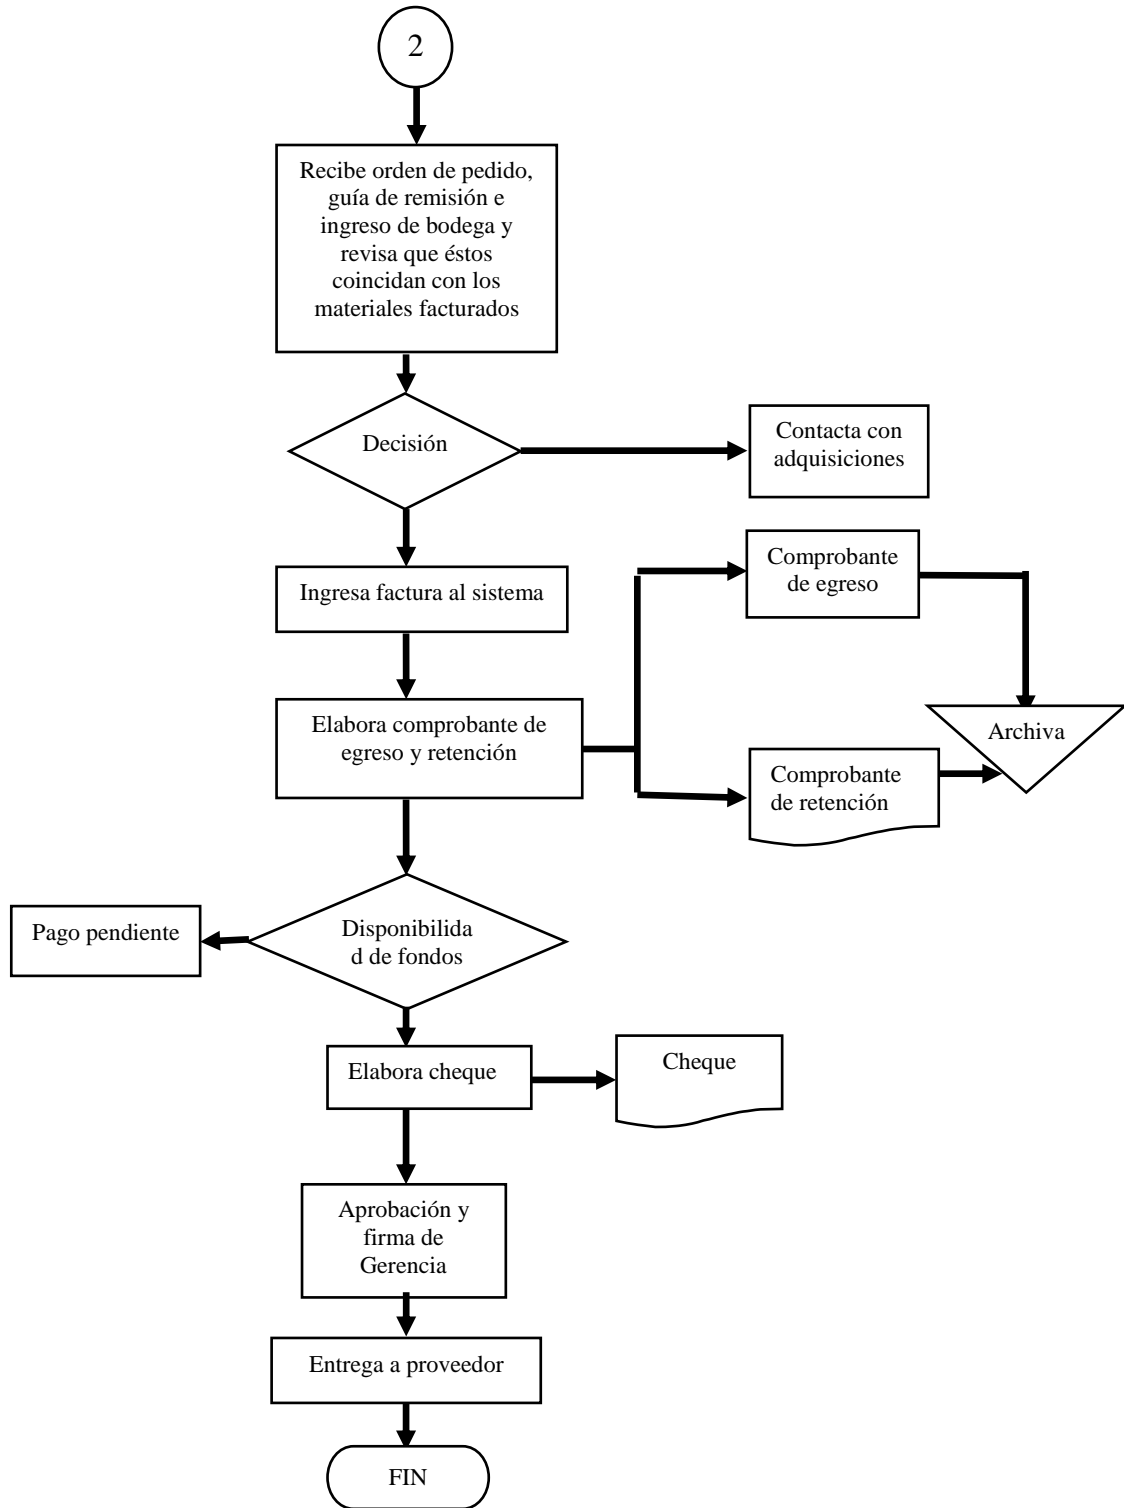 2
Recibe orden de pedido,
guía de remisión e
ingreso de bodega y
revisa que éstos
coincidan con los
materiales facturados
Decisión
Contacta con
adquisiciones
Ingresa factura al sistema
Comprobante
de egreso
Elabora comprobante de
egreso y retención
Archiva
Comprobante
de retención
Pago pendiente
Disponibilida
d de fondos
Elabora cheque
Cheque
Aprobación y
firma de
Gerencia
Entrega a proveedor
FIN